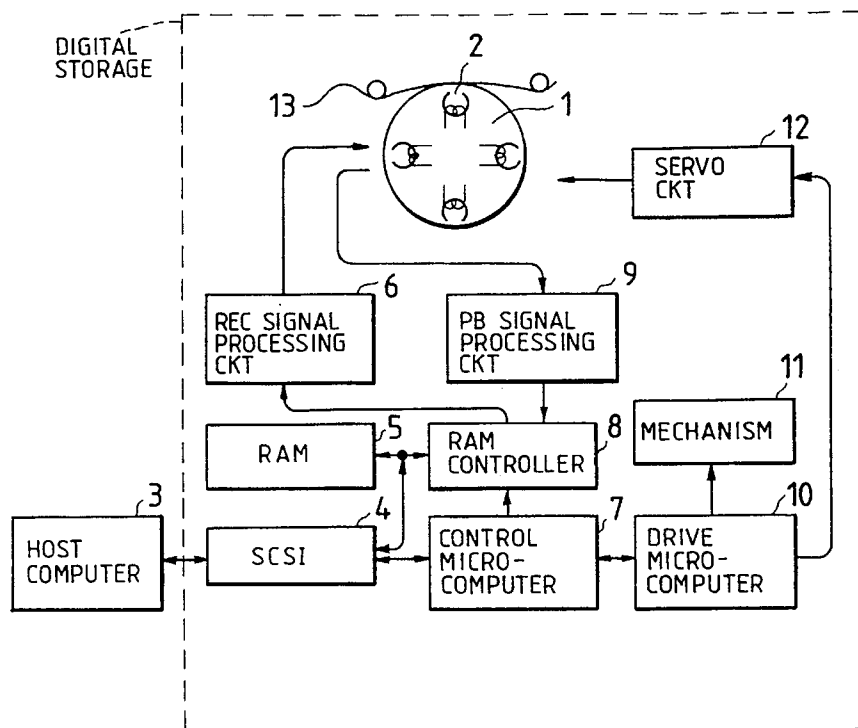 DIGITAL
STORAGE
2
13
1
12
SERVO
CKT
6
REC SIGNAL
PROCESSING
CKT
9
PB SIGNAL
PROCESSING
CKT
11
MECHANISM
5
RAM
8
RAM
CONTROLLER
3
HOST
COMPUTER
4
SCSI
7
CONTROL
MICRO-
COMPUTER
10
DRIVE
MICRO-
COMPUTER